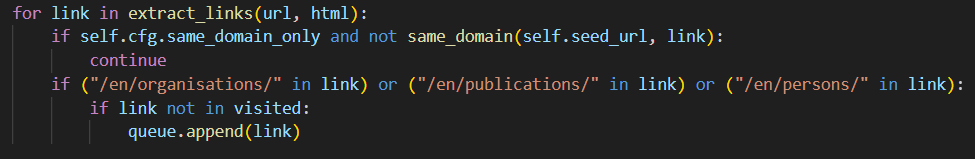 for link in extract_links(url, html):
    if self.cfg.same_domain_only and not same_domain(self.seed_url, link):
        continue
    if ("/en/organisations/" in link) or ("/en/publications/" in link) or ("/en/persons/" in link):
        if link not in visited:
            queue.append(link)